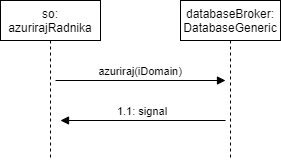 so:
azurirajRadnika
databaseBroker:
DatabaseGeneric
azuriraj(iDomain)
1.1: signal